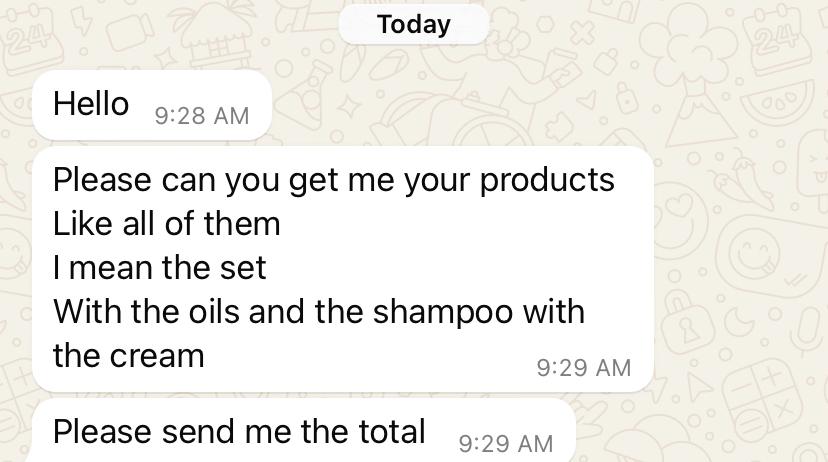 Today
Hello 9:28 AM
Please can you get me your products
Like all of them
I mean the set
With the oils and the shampoo with
the cream 9:29 AM
Please send me the total 9:29 AM